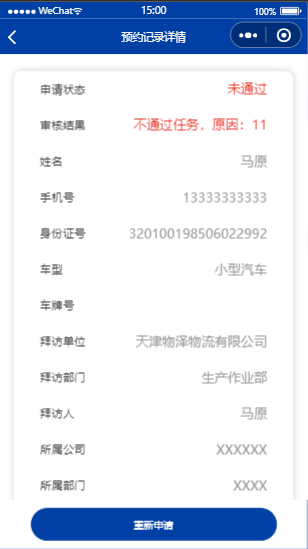 WeChat 15:00 100%
预约记录详情
申请状态 未通过
审核结果 不通过任务，原因：11
姓名 马原
手机号 13333333333
身份证号 320100198506022992
车型 小型汽车
车牌号
拜访单位 天津物泽物流有限公司
拜访部门 生产作业部
拜访人 马原
所属公司 XXXXXX
所属部门 XXXX
重新申请